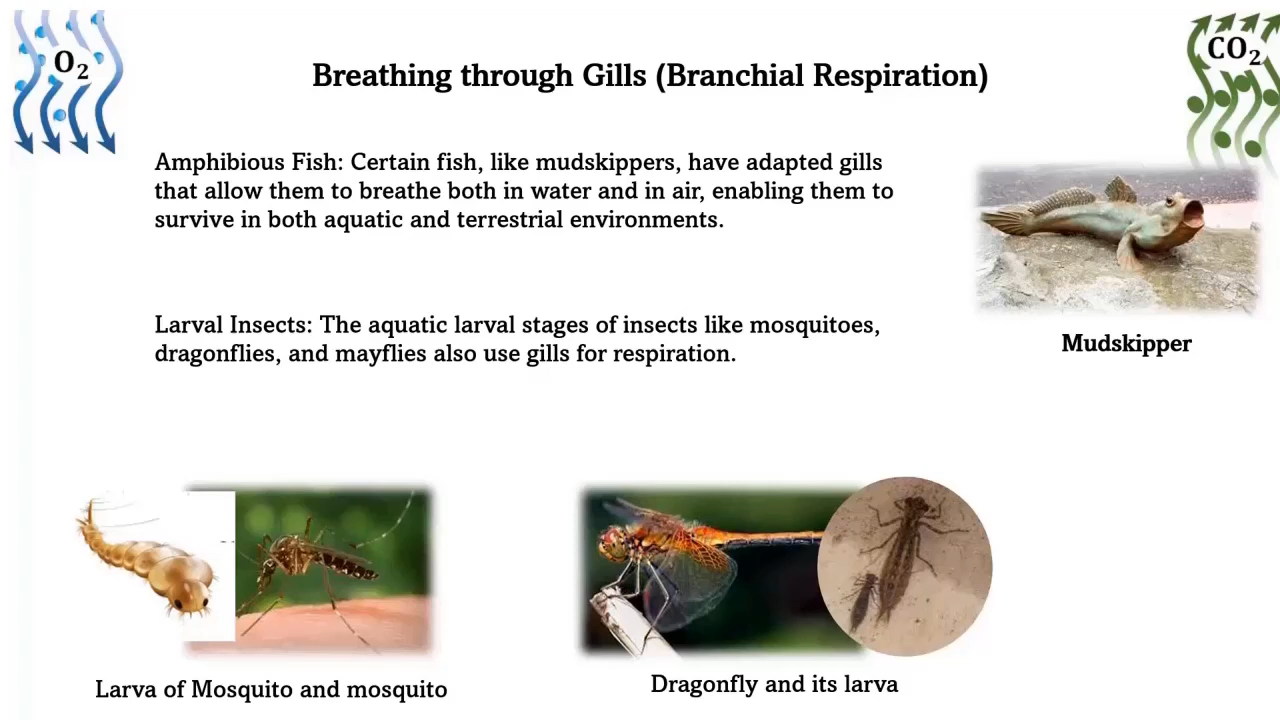 O2
CO2
Breathing through Gills (Branchial Respiration)
Amphibious Fish: Certain fish, like mudskippers, have adapted gills
that allow them to breathe both in water and in air, enabling them to
survive in both aquatic and terrestrial environments.
Larval Insects: The aquatic larval stages of insects like mosquitoes,
dragonflies, and mayflies also use gills for respiration.
Mudskipper
Larva of Mosquito and mosquito
Dragonfly and its larva